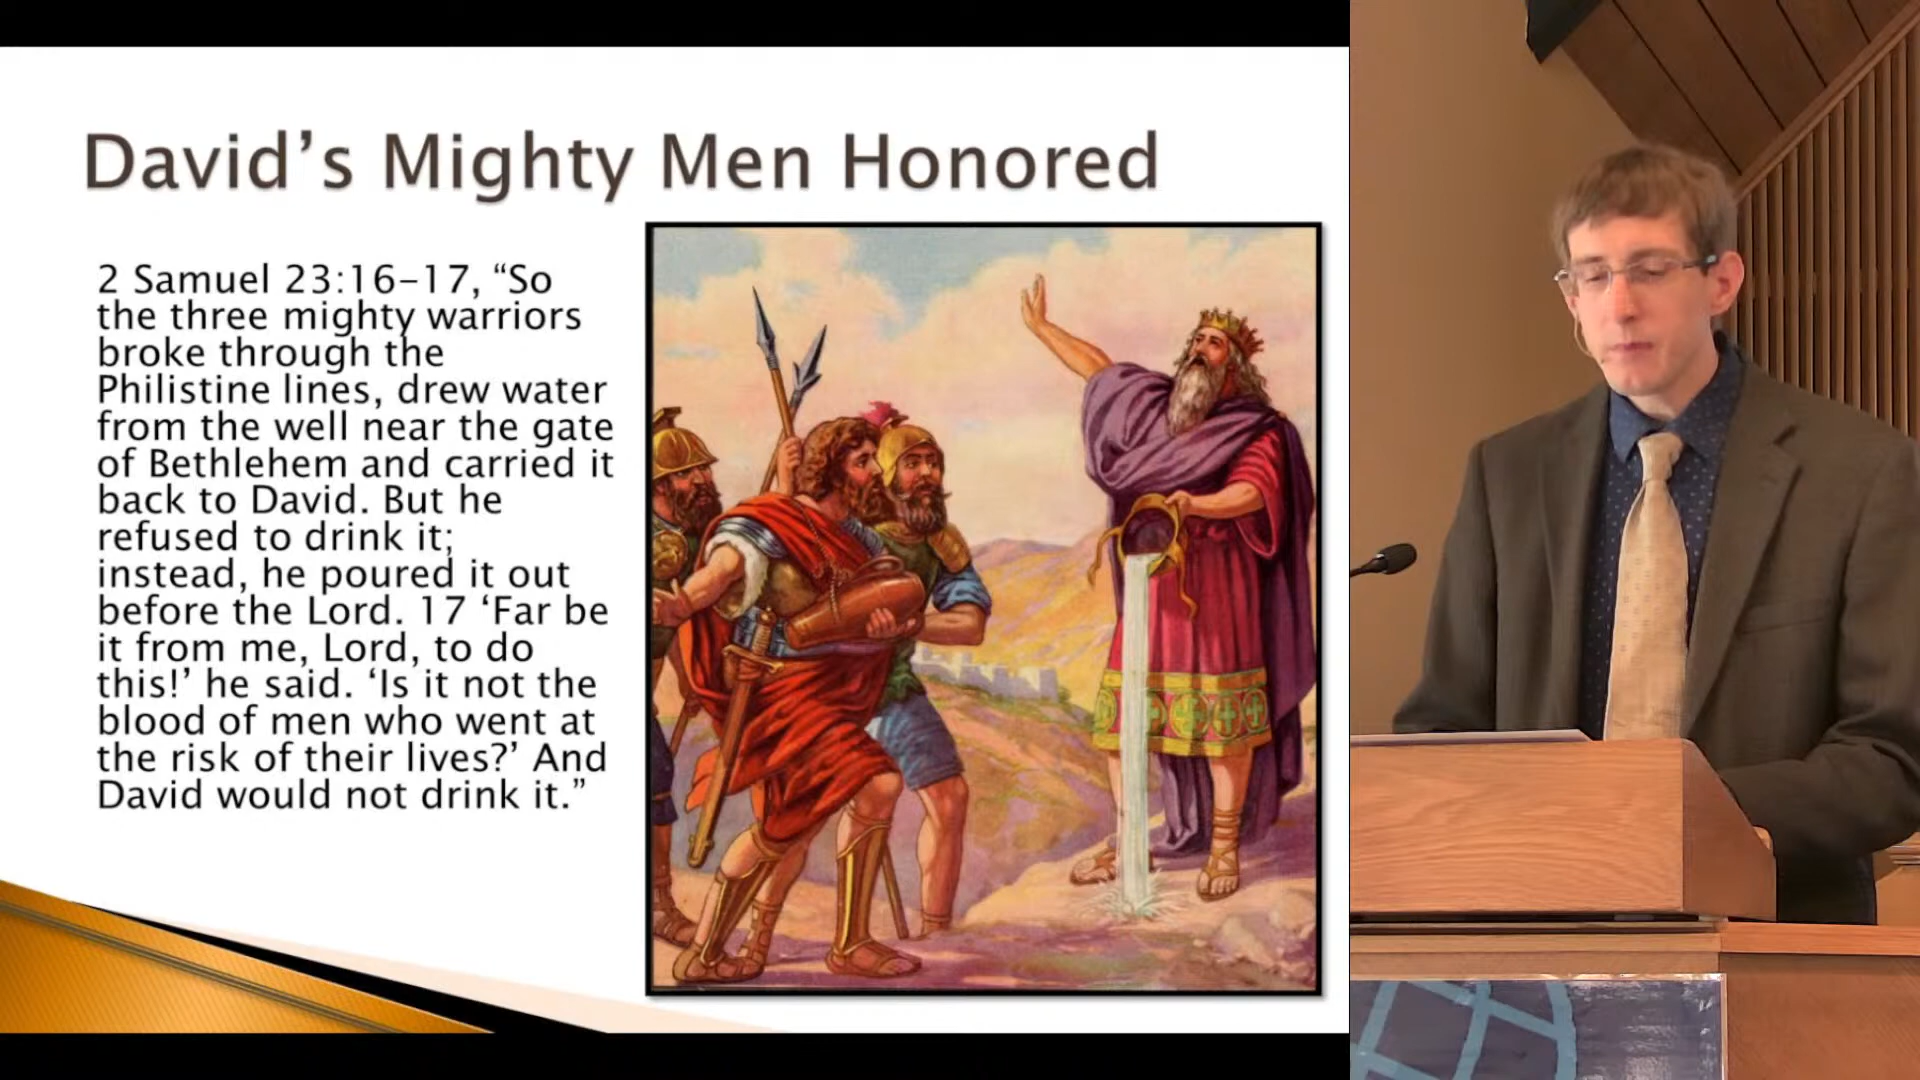 David’s Mighty Men Honored
2 Samuel 23:16–17, “So
the three mighty warriors
broke through the
Philistine lines, drew water
from the well near the gate
of Bethlehem and carried it
back to David. But he
refused to drink it;
instead, he poured it out
before the Lord. 17 ‘Far be
it from me, Lord, to do
this!’ he said. ‘Is it not the
blood of men who went at
the risk of their lives?’ And
David would not drink it.”